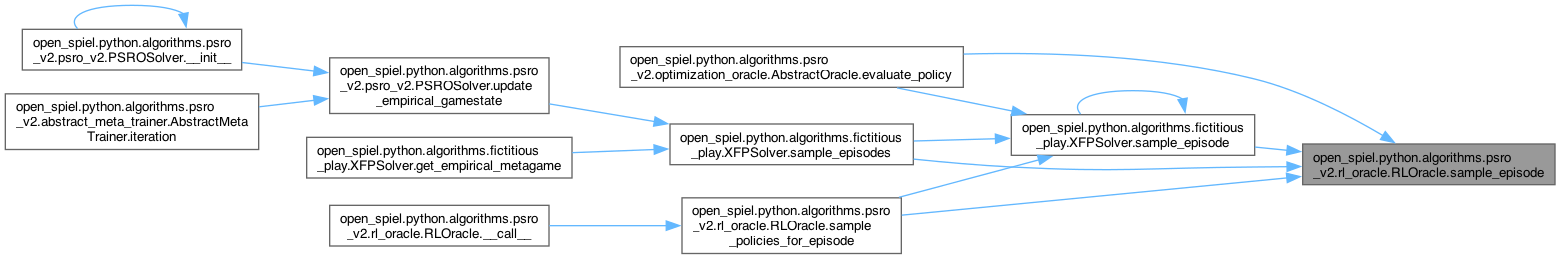 open_spiel.python.algorithms.psro
_v2.psro_v2.PSROSolver.__init__
open_spiel.python.algorithms.psro
_v2.abstract_meta_trainer.AbstractMeta
Trainer.iteration
open_spiel.python.algorithms.psro
_v2.psro_v2.PSROSolver.update
_empirical_gamestate
open_spiel.python.algorithms.fictitious
_play.XFPSolver.get_empirical_metagame
open_spiel.python.algorithms.psro
_v2.rl_oracle.RLOracle.__call__
open_spiel.python.algorithms.psro
_v2.optimization_oracle.AbstractOracle.evaluate_policy
open_spiel.python.algorithms.fictitious
_play.XFPSolver.sample_episodes
open_spiel.python.algorithms.psro
_v2.rl_oracle.RLOracle.sample
_policies_for_episode
open_spiel.python.algorithms.fictitious
_play.XFPSolver.sample_episode
open_spiel.python.algorithms.psro
_v2.rl_oracle.RLOracle.sample_episode